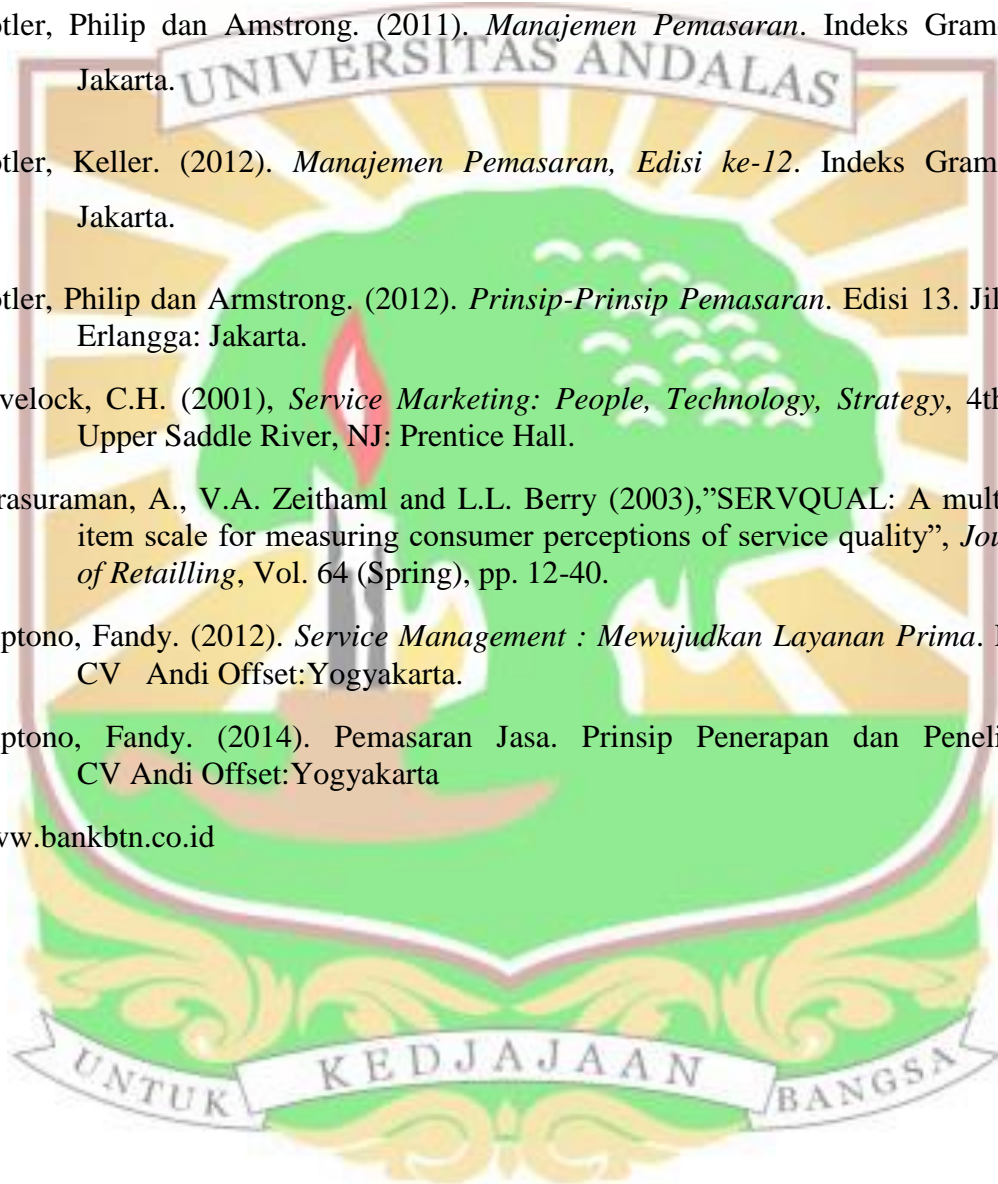 otler, Philip dan Amstrong. (2011). Manajemen Pemasaran. Indeks Gram
Jakarta.
UNIVERSITAS ANDALAS
otler, Keller. (2012). Manajemen Pemasaran, Edisi ke-12. Indeks Gram
Jakarta.
otler, Philip dan Armstrong. (2012). Prinsip-Prinsip Pemasaran. Edisi 13. Jil
Erlangga: Jakarta.
velock, C.H. (2001), Service Marketing: People, Technology, Strategy, 4th
Upper Saddle River, NJ: Prentice Hall.
rasuraman, A., V.A. Zeithaml and L.L. Berry (2003),”SERVQUAL: A mult
item scale for measuring consumer perceptions of service quality”, Jou
of Retailling, Vol. 64 (Spring), pp. 12-40.
iptono, Fandy. (2012). Service Management : Mewujudkan Layanan Prima.
CV Andi Offset:Yogyakarta.
iptono, Fandy. (2014). Pemasaran Jasa. Prinsip Penerapan dan Peneli
CV Andi Offset:Yogyakarta
ww.bankbtn.co.id
UNTUK KEDJAJAAN BANGSA